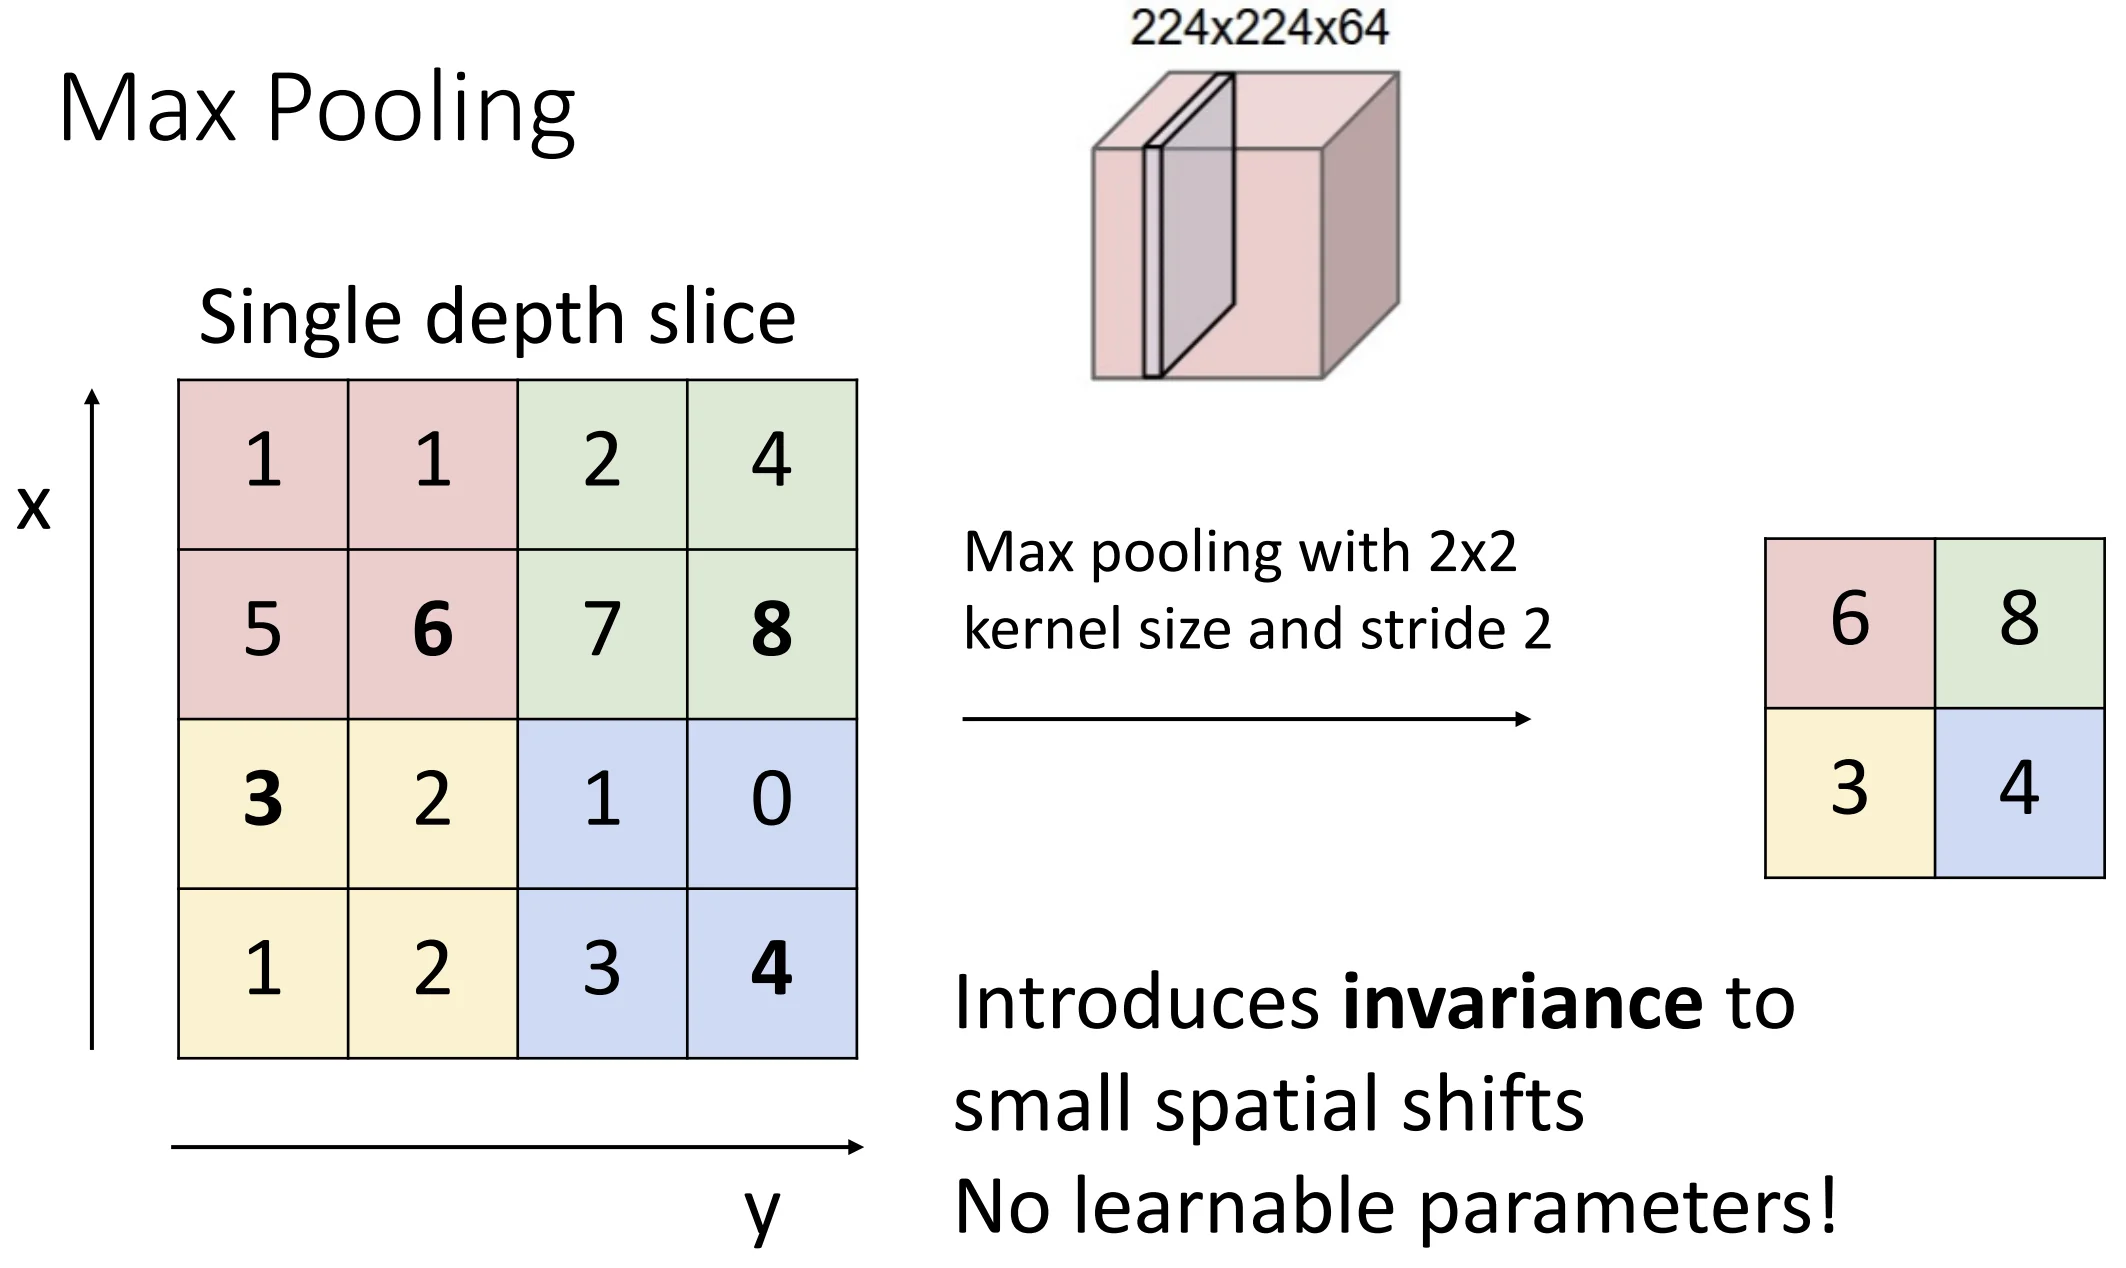 224x224x64
Max Pooling
Single depth slice
x
1 1 2 4
5 6 7 8
3 2 1 0
1 2 3 4
y
Max pooling with 2x2
kernel size and stride 2
6 8
3 4
Introduces invariance to
small spatial shifts
No learnable parameters!